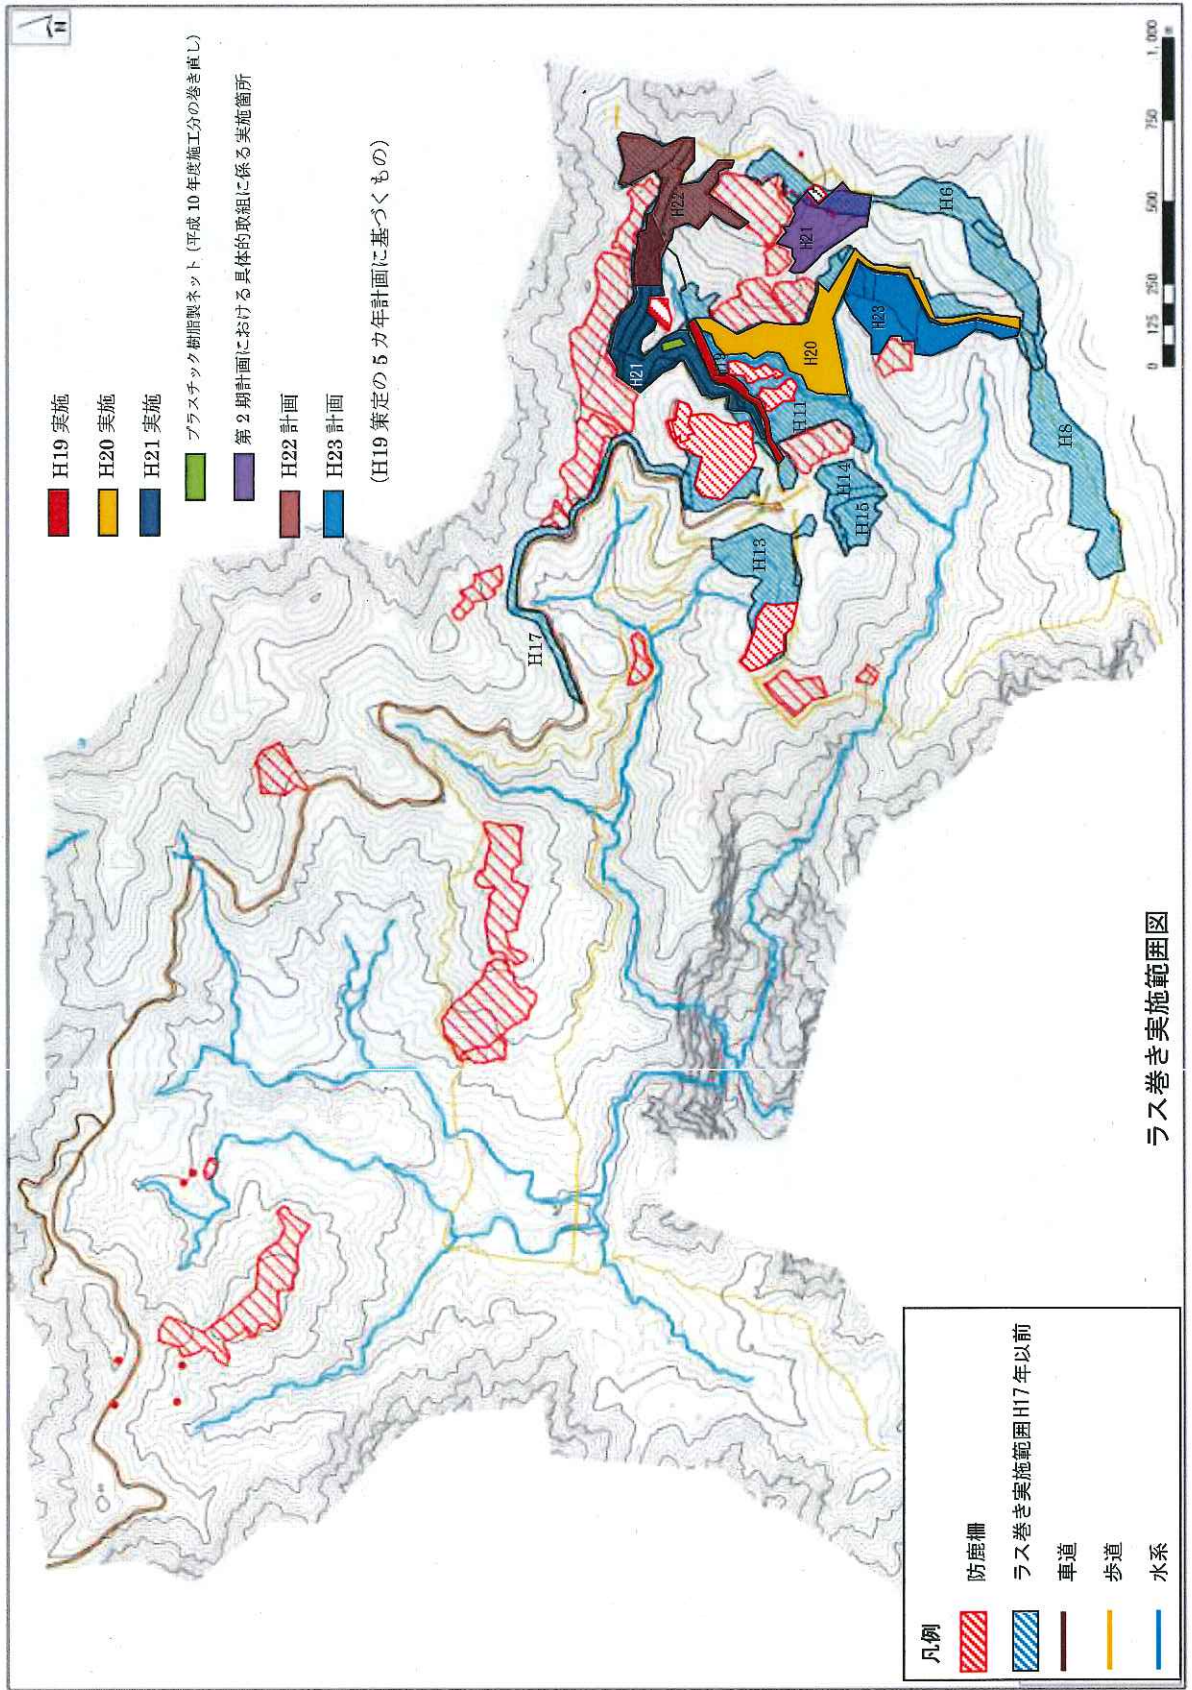 N
H19 実施
H20 実施
H21 実施
プラスチック樹脂製ネット (平成 10 年度施工分の巻き直し)
第 2 期計画における具体的取組に係る実施箇所
H22 計画
H23 計画
(H19 策定の 5 カ年計画に基づくもの)
H17
H21
H22
H21
H20
H23
H11
H14
H15
H13
H6
H8
0 125 250 500 750 1,000
m
ラス巻き実施範囲図
凡例
防鹿柵
ラス巻き実施範囲H17年以前
車道
歩道
水系